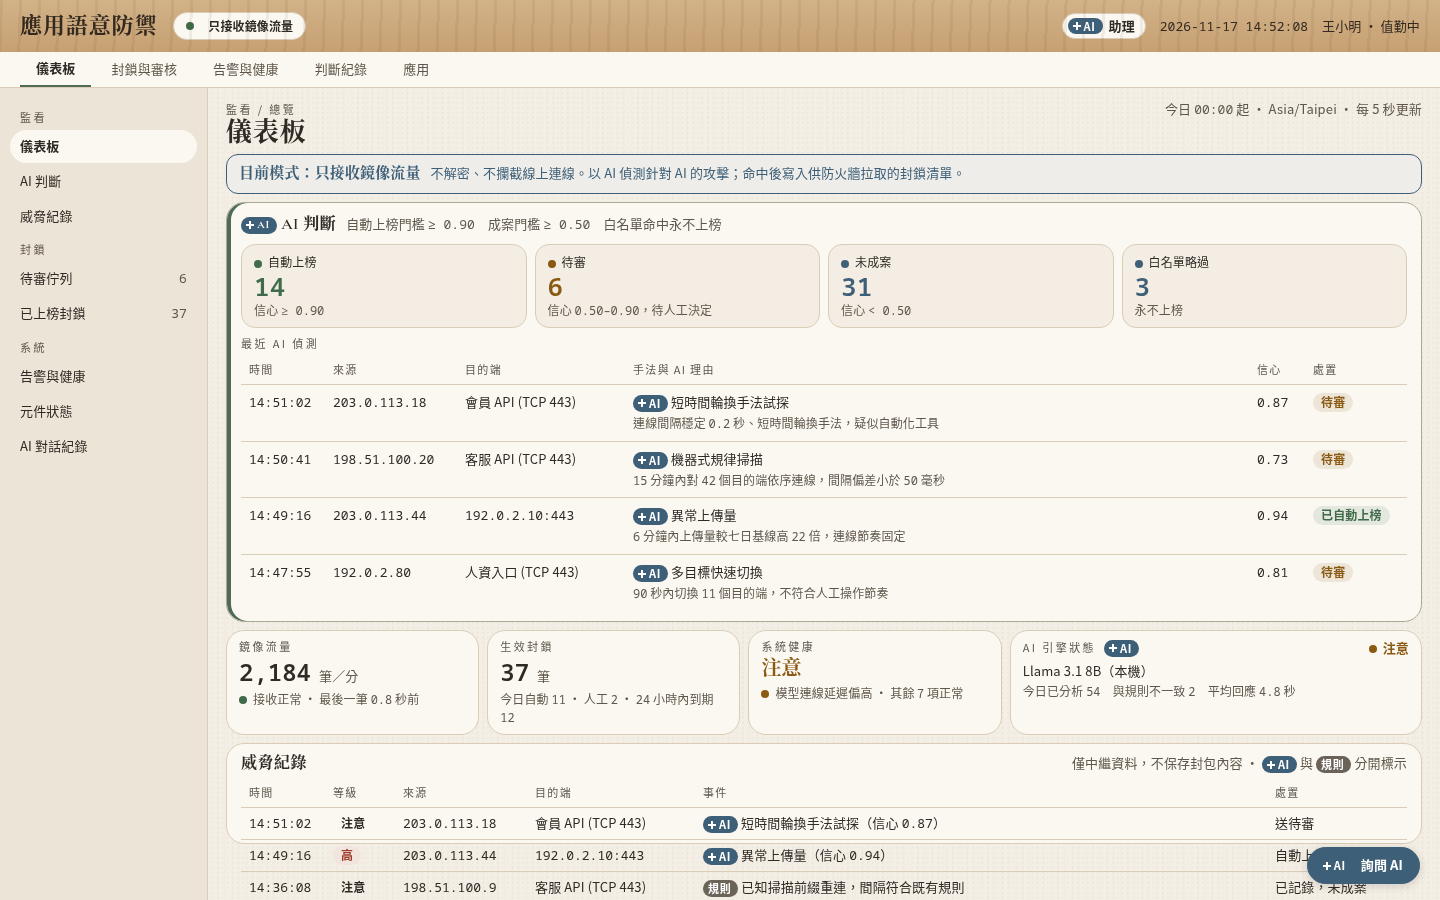 應用語意防禦 只接收鏡像流量 +AI 助理 2026-11-17 14:52:08 王小明 · 值勤中
儀表板 封鎖與審核 告警與健康 判斷紀錄 應用
監看
儀表板
AI 判斷
威脅紀錄
封鎖
待審佇列 6
已上榜封鎖 37
系統
告警與健康
元件狀態
AI 對話紀錄
監看 / 總覽
儀表板
今日 00:00 起 · Asia/Taipei · 每 5 秒更新
目前模式：只接收鏡像流量 不解密、不攔截線上連線。以 AI 偵測針對 AI 的攻擊；命中後寫入供防火牆拉取的封鎖清單。
+AI AI 判斷 自動上榜門檻 ≥ 0.90 成案門檻 ≥ 0.50 白名單命中永不上榜
自動上榜
14
信心 ≥ 0.90
待審
6
信心 0.50–0.90，待人工決定
未成案
31
信心 < 0.50
白名單略過
3
永不上榜
最近 AI 偵測
時間 來源 目的端 手法與 AI 理由 信心 處置
14:51:02 203.0.113.18 會員 API (TCP 443) +AI 短時間輪換手法試探 0.87 待審
連線間隔穩定 0.2 秒、短時間輪換手法，疑似自動化工具
14:50:41 198.51.100.20 客服 API (TCP 443) +AI 機器式規律掃描 0.73 待審
15 分鐘內對 42 個目的端依序連線，間隔偏差小於 50 毫秒
14:49:16 203.0.113.44 192.0.2.10:443 +AI 異常上傳量 0.94 已自動上榜
6 分鐘內上傳量較七日基線高 22 倍，連線節奏固定
14:47:55 192.0.2.80 人資入口 (TCP 443) +AI 多目標快速切換 0.81 待審
90 秒內切換 11 個目的端，不符合人工操作節奏
鏡像流量
2,184 筆／分
接收正常 · 最後一筆 0.8 秒前
生效封鎖
37 筆
今日自動 11 · 人工 2 · 24 小時內到期
12
系統健康
注意
模型連線延遲偏高 · 其餘 7 項正常
AI 引擎狀態 +AI 注意
Llama 3.1 8B（本機）
今日已分析 54 與規則不一致 2 平均回應 4.8 秒
威脅紀錄 僅中繼資料，不保存封包內容 · +AI 與 規則 分開標示
時間 等級 來源 目的端 事件 處置
14:51:02 注意 203.0.113.18 會員 API (TCP 443) +AI 短時間輪換手法試探（信心 0.87） 送待審
14:49:16 高 203.0.113.44 192.0.2.10:443 +AI 異常上傳量（信心 0.94） 自動上
14:36:08 注意 198.51.100.9 客服 API (TCP 443) 規則 已知掃描前綴重連，間隔符合既有規則 已記錄，未成案
+AI 詢問 AI